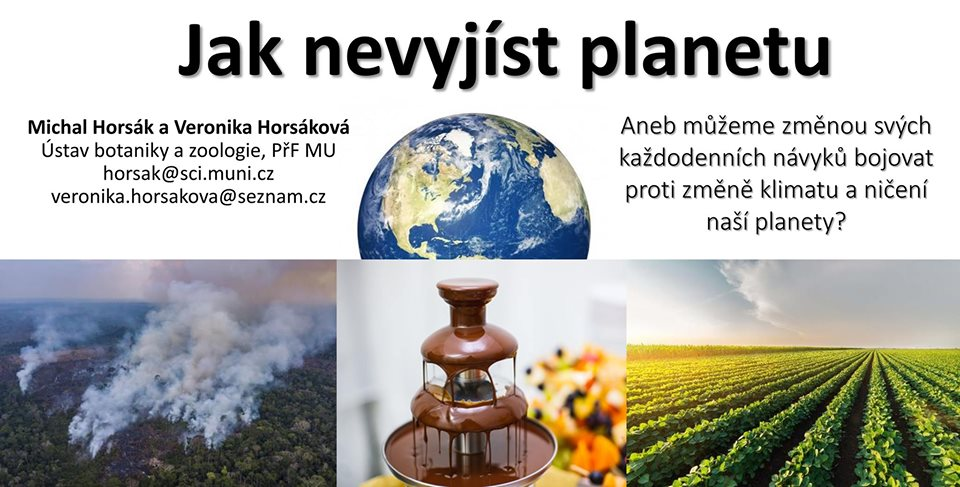 Jak nevyjíst planetu
Michal Horsák a Veronika Horsáková
Ústav botaniky a zoologie, PřF MU
horsak@sci.muni.cz
veronika.horsakova@seznam.cz
Aneb můžeme změnou svých
každodenních návyků bojovat
proti změně klimatu a ničení
naší planety?